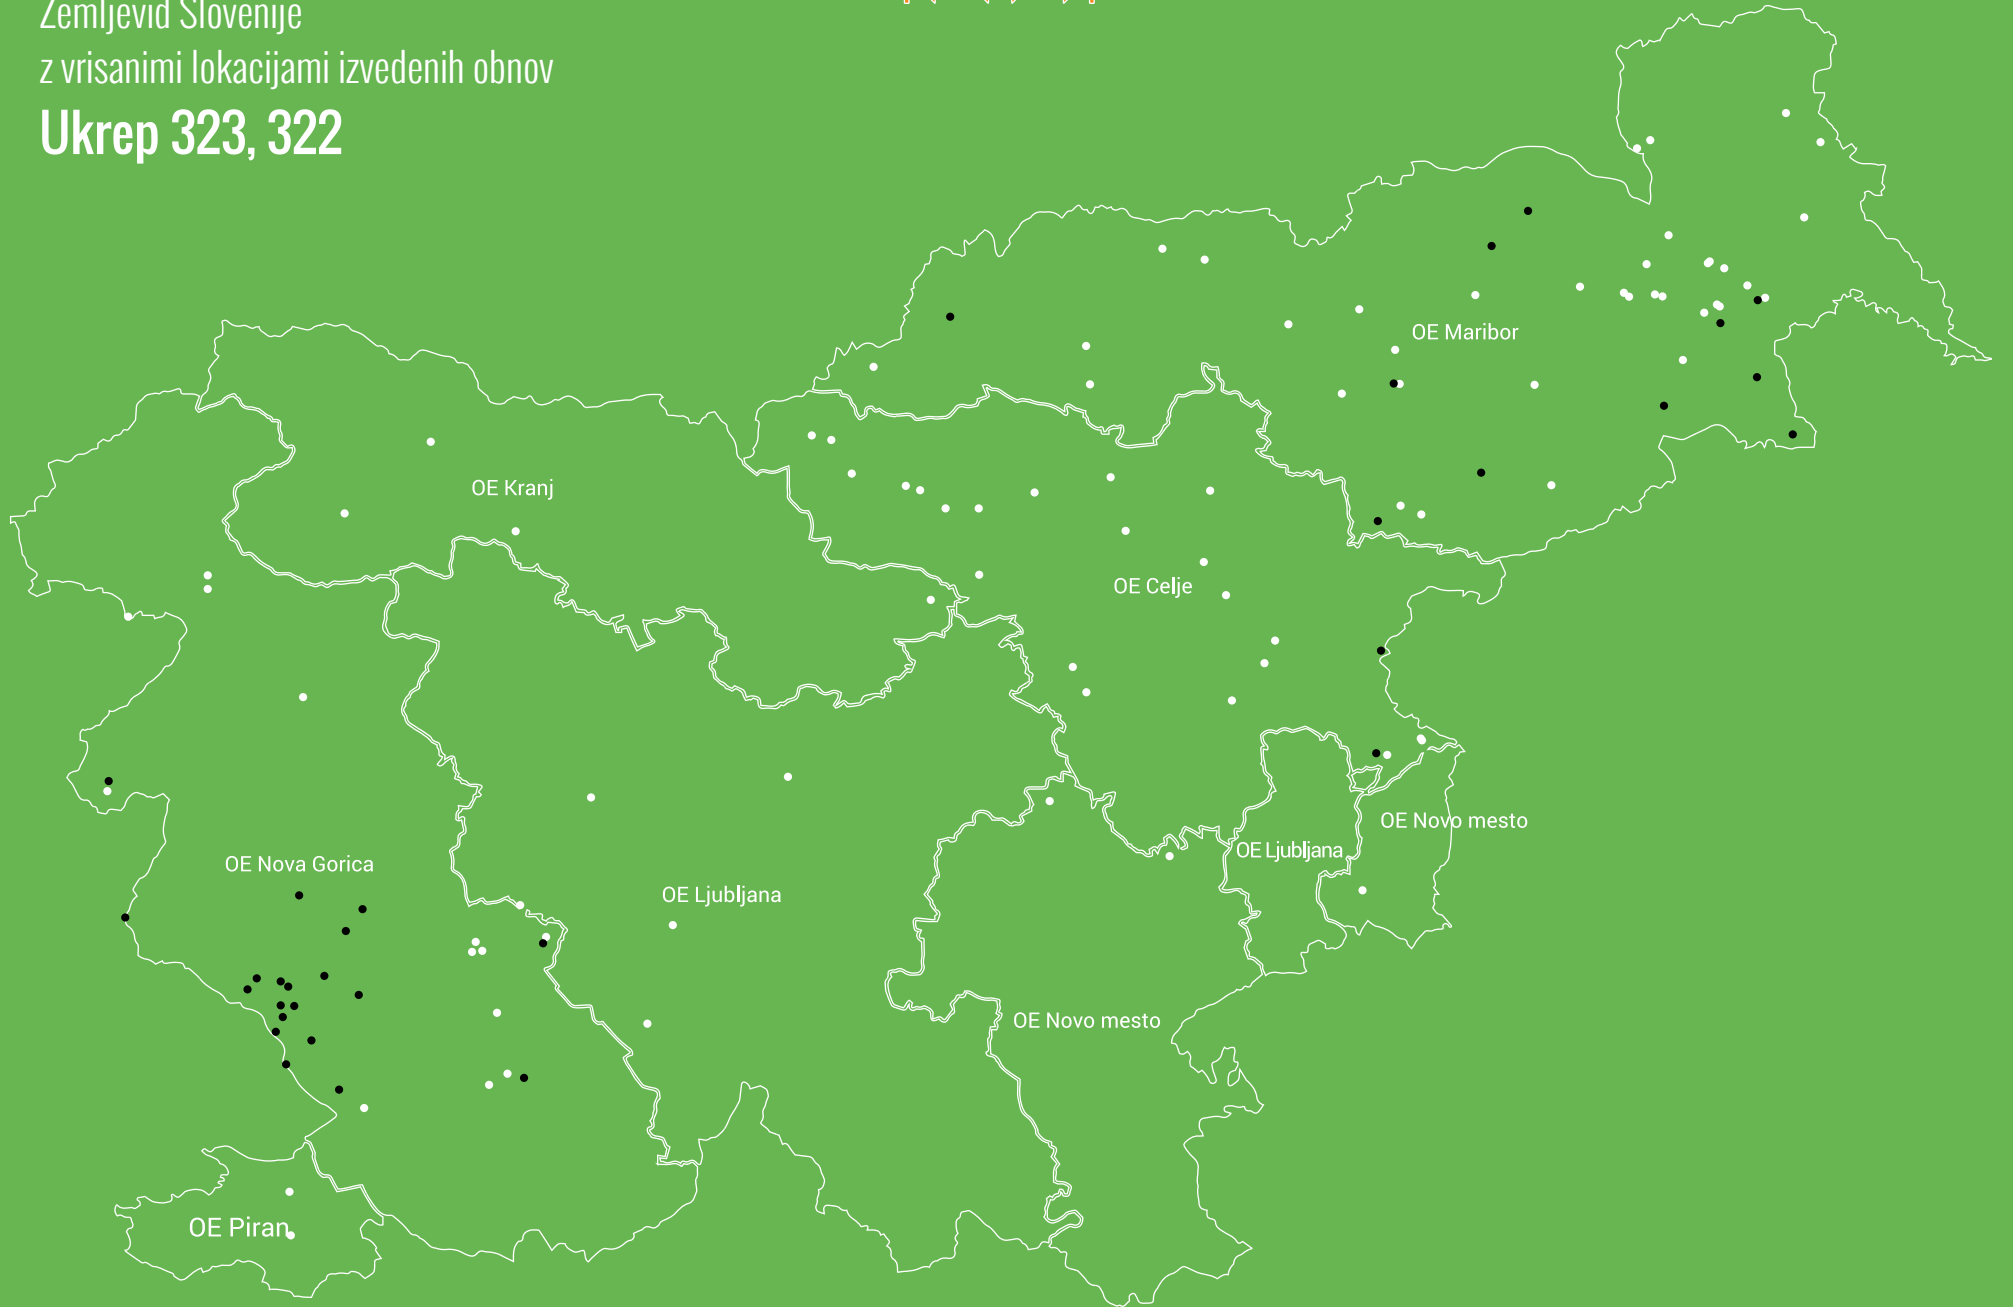 Zemljevid Slovenije
z vrisanimi lokacijami izvedenih obnov
Ukrep 323, 322
OE Maribor
OE Kranj
OE Celje
OE Novo mesto
OE Ljubljana
OE Nova Gorica
OE Ljubljana
OE Novo mesto
OE Piran